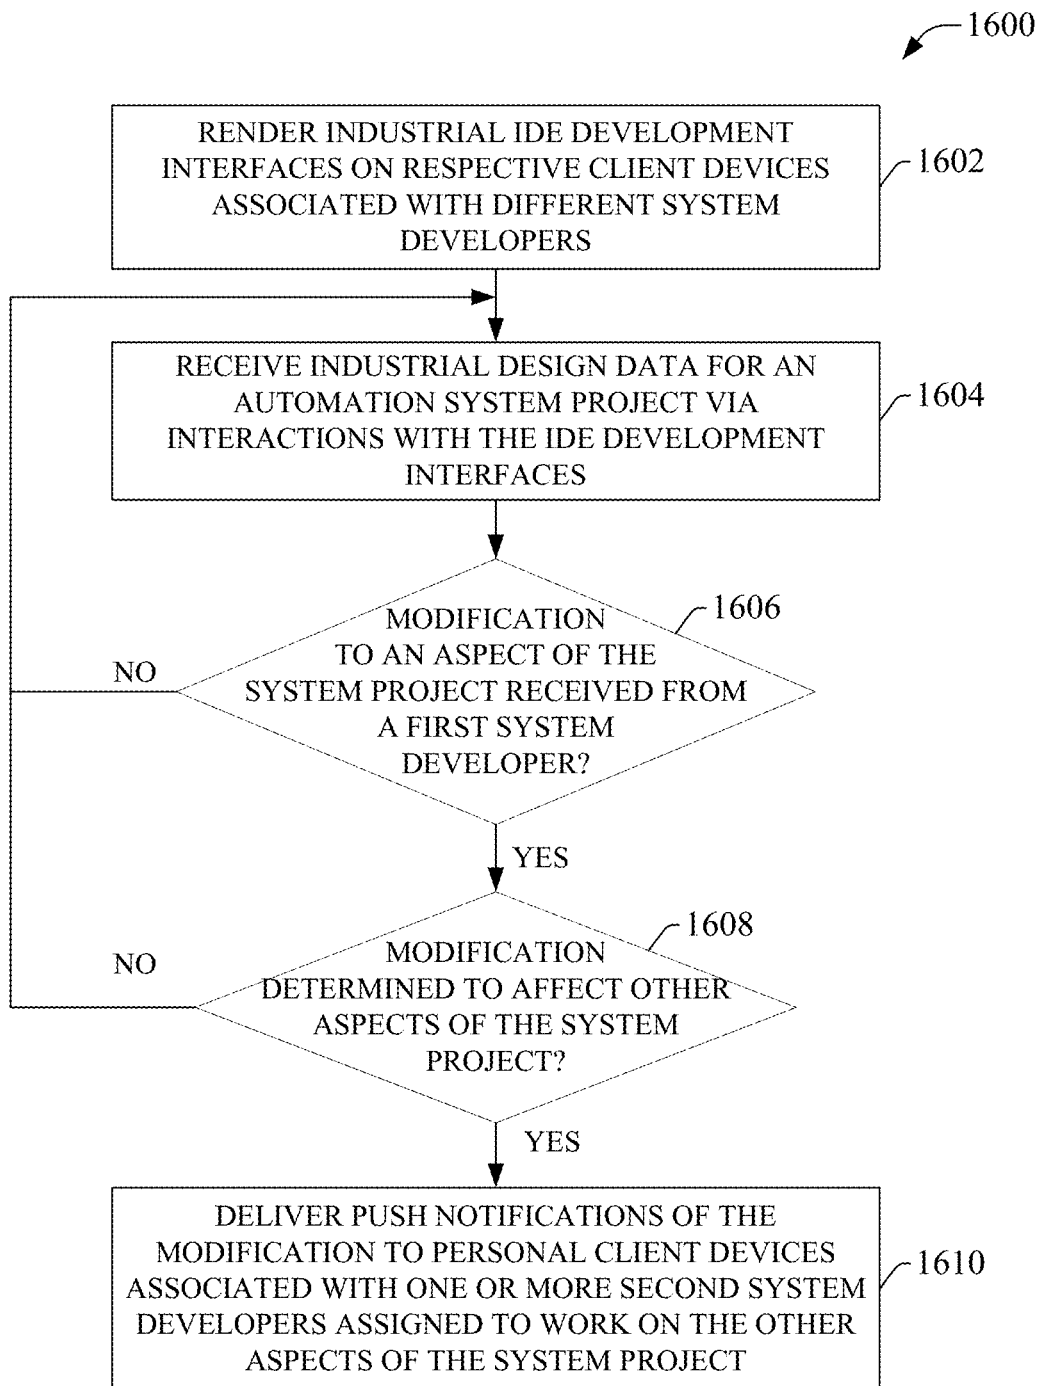 1600
RENDER INDUSTRIAL IDE DEVELOPMENT
INTERFACES ON RESPECTIVE CLIENT DEVICES
ASSOCIATED WITH DIFFERENT SYSTEM
DEVELOPERS
1602
RECEIVE INDUSTRIAL DESIGN DATA FOR AN
AUTOMATION SYSTEM PROJECT VIA
INTERACTIONS WITH THE IDE DEVELOPMENT
INTERFACES
1604
MODIFICATION
TO AN ASPECT OF THE
SYSTEM PROJECT RECEIVED FROM
A FIRST SYSTEM
DEVELOPER?
1606
NO
YES
MODIFICATION
DETERMINED TO AFFECT OTHER
ASPECTS OF THE SYSTEM
PROJECT?
1608
NO
YES
DELIVER PUSH NOTIFICATIONS OF THE
MODIFICATION TO PERSONAL CLIENT DEVICES
ASSOCIATED WITH ONE OR MORE SECOND SYSTEM
DEVELOPERS ASSIGNED TO WORK ON THE OTHER
ASPECTS OF THE SYSTEM PROJECT
1610